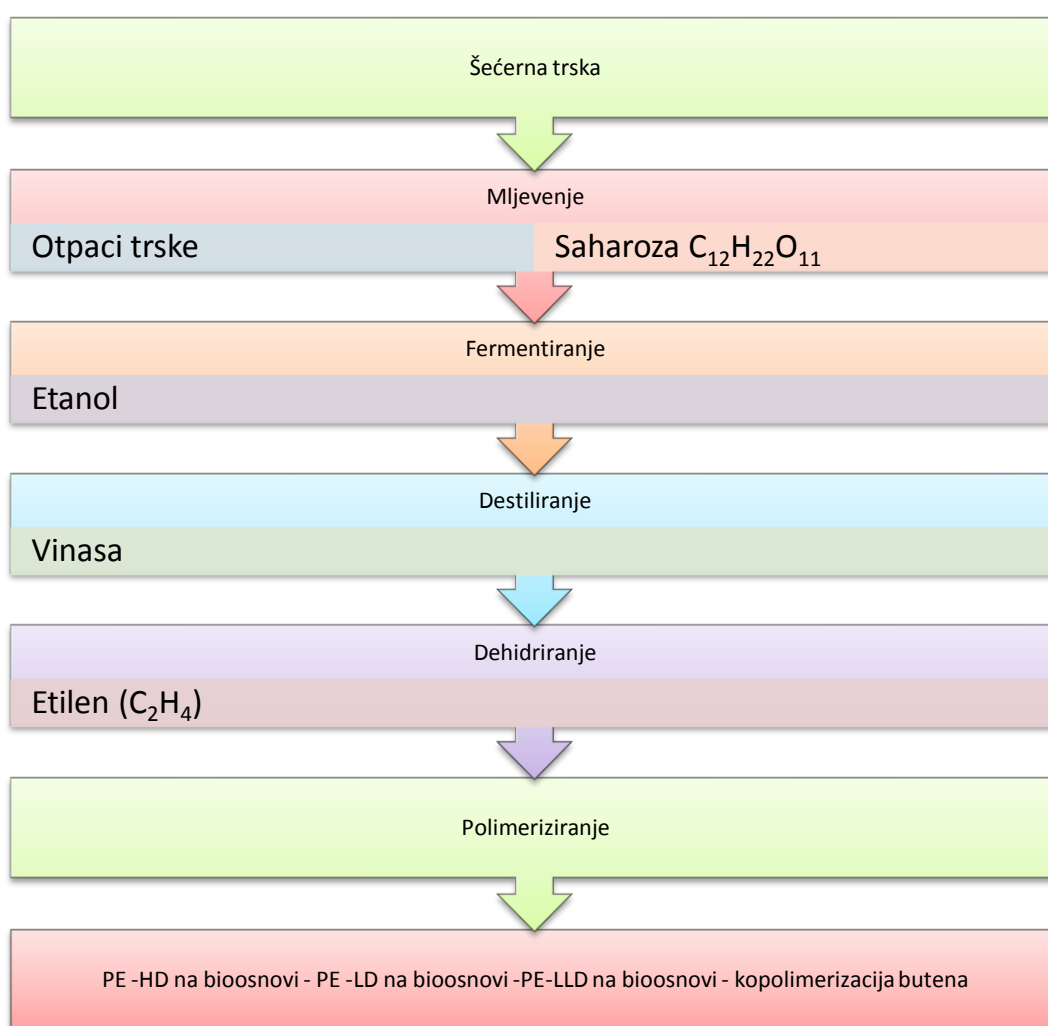 Šećerna trska
Mljevenje
Otpaci trske
Saharoza C₁₂H₂₂O₁₁
Fermentiranje
Etanol
Destiliranje
Vinasa
Dehidriranje
Etilen (C₂H₄)
Polimeriziranje
PE -HD na bioosnovi - PE -LD na bioosnovi -PE-LLD na bioosnovi - kopolimerizacija butena